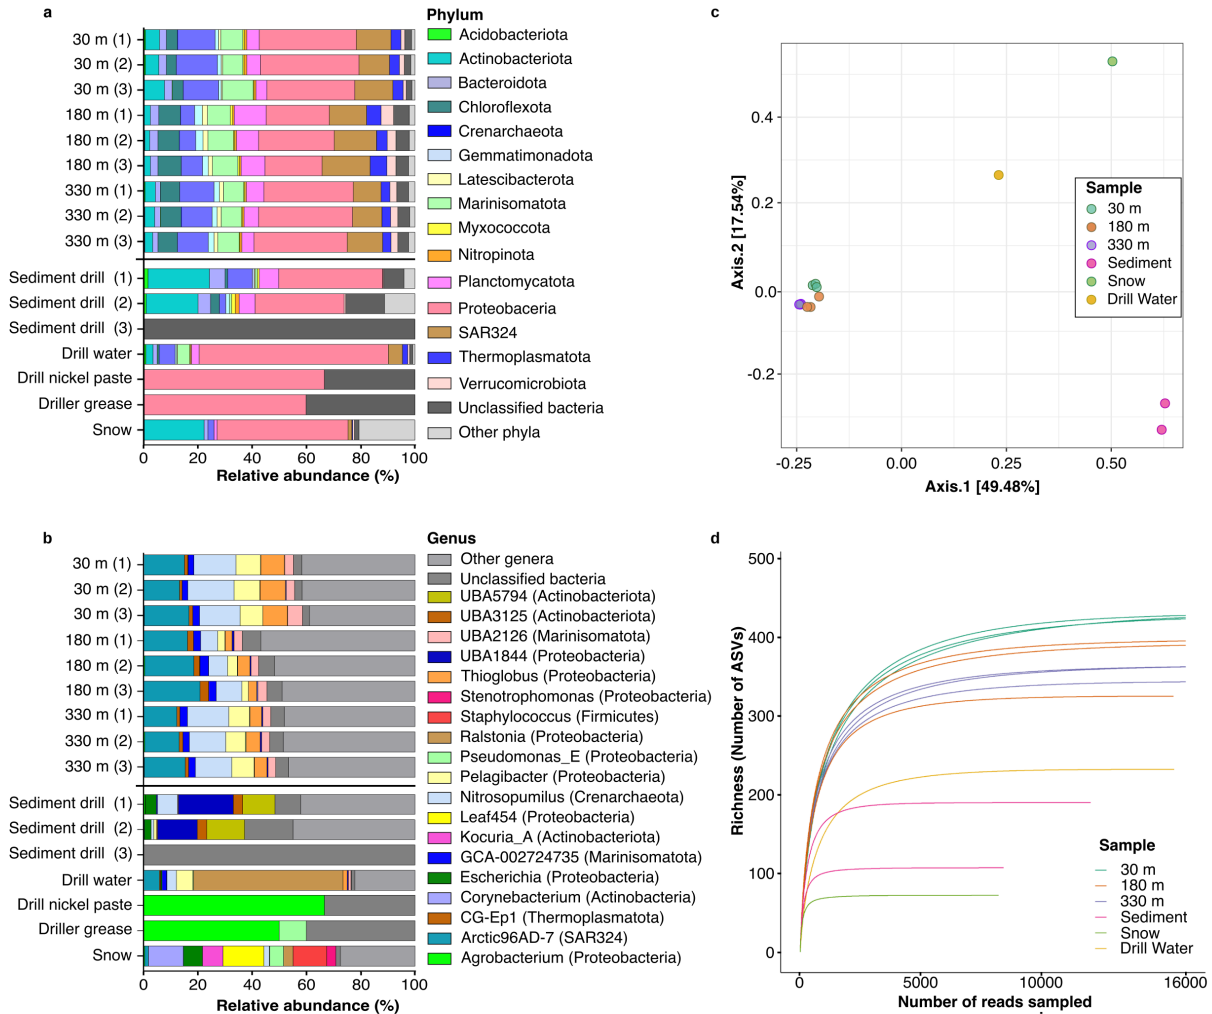 a
Phylum
30 m (1)
30 m (2)
30 m (3)
180 m (1)
180 m (2)
180 m (3)
330 m (1)
330 m (2)
330 m (3)
Sediment drill (1)
Sediment drill (2)
Sediment drill (3)
Drill water
Drill nickel paste
Driller grease
Snow
0 20 40 60 80 100
Relative abundance (%)
Acidobacteriota
Actinobacteriota
Bacteroidota
Chloroflexota
Crenarchaeota
Gemmatimonadota
Latescibacterota
Marinisomatota
Myxococcota
Nitropinota
Planctomycatota
Proteobaceria
SAR324
Thermoplasmatota
Verrucomicrobiota
Unclassified bacteria
Other phyla
c
0.4
0.2
0.0
-0.2
Axis.2 [17.54%]
-0.25 0.00 0.25 0.50
Axis.1 [49.48%]
Sample
30 m
180 m
330 m
Sediment
Snow
Drill Water
b
Genus
30 m (1)
30 m (2)
30 m (3)
180 m (1)
180 m (2)
180 m (3)
330 m (1)
330 m (2)
330 m (3)
Sediment drill (1)
Sediment drill (2)
Sediment drill (3)
Drill water
Drill nickel paste
Driller grease
Snow
0 20 40 60 80 100
Relative abundance (%)
Other genera
Unclassified bacteria
UBA5794 (Actinobacteriota)
UBA3125 (Actinobacteriota)
UBA2126 (Marinisomatota)
UBA1844 (Proteobacteria)
Thioglobus (Proteobacteria)
Stenotrophomonas (Proteobacteria)
Staphylococcus (Firmicutes)
Ralstonia (Proteobacteria)
Pseudomonas_E (Proteobacteria)
Pelagibacter (Proteobacteria)
Nitrosopumilus (Crenarchaeota)
Leaf454 (Proteobacteria)
Kocuria_A (Actinobacteriota)
GCA-002724735 (Marinisomatota)
Escherichia (Proteobacteria)
Corynebacterium (Actinobacteria)
CG-Ep1 (Thermoplasmatota)
Arctic96AD-7 (SAR324)
Agrobacterium (Proteobacteria)
d
500
400
300
200
100
0
Richness (Number of ASVs)
0 5000 10000 16000
Number of reads sampled
Sample
30 m
180 m
330 m
Sediment
Snow
Drill Water